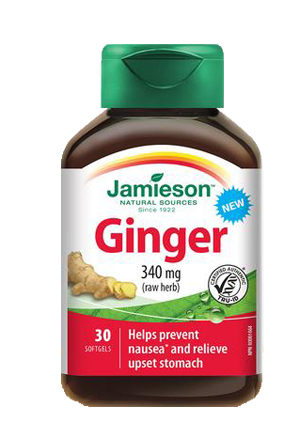 Jamieson™
NATURAL SOURCES
Since 1922
NEW
Ginger
340 mg
(raw herb)
CERTIFIED AUTHENTIC
TRU-ID
30
SOFTGELS
Helps prevent
nausea* and relieve
upset stomach